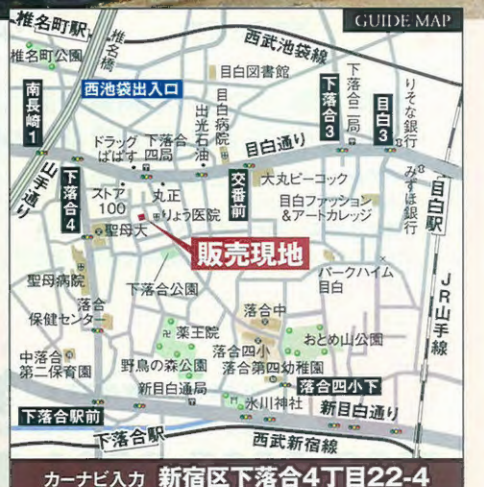 GUIDE MAP
椎名町駅
椎名橋
西武池袋線
椎名町公園
目白図書館
西池袋出入口
南長崎1
目白病院
出光石油
下落合3
下落合二局
目白3
りそな銀行
目白通り
ドラッグぱぱす
下落合四局
山手通り
下落合4
交番前
大丸ピーコック
みずほ銀行
目白駅
ストア100
丸正
目白ファッション&アートカレッジ
りょう医院
聖母大
販売現地
パークハイム目白
聖母病院
下落合公園
JR山手線
落合保健センター
落合中
薬王院
おとめ山公園
落合四小
中落合第二保育園
野鳥の森公園
落合第四幼稚園
落合四小下
新目白通局
氷川神社
新目白通り
下落合駅前
下落合駅
西武新宿線
カーナビ入力 新宿区下落合4丁目22-4